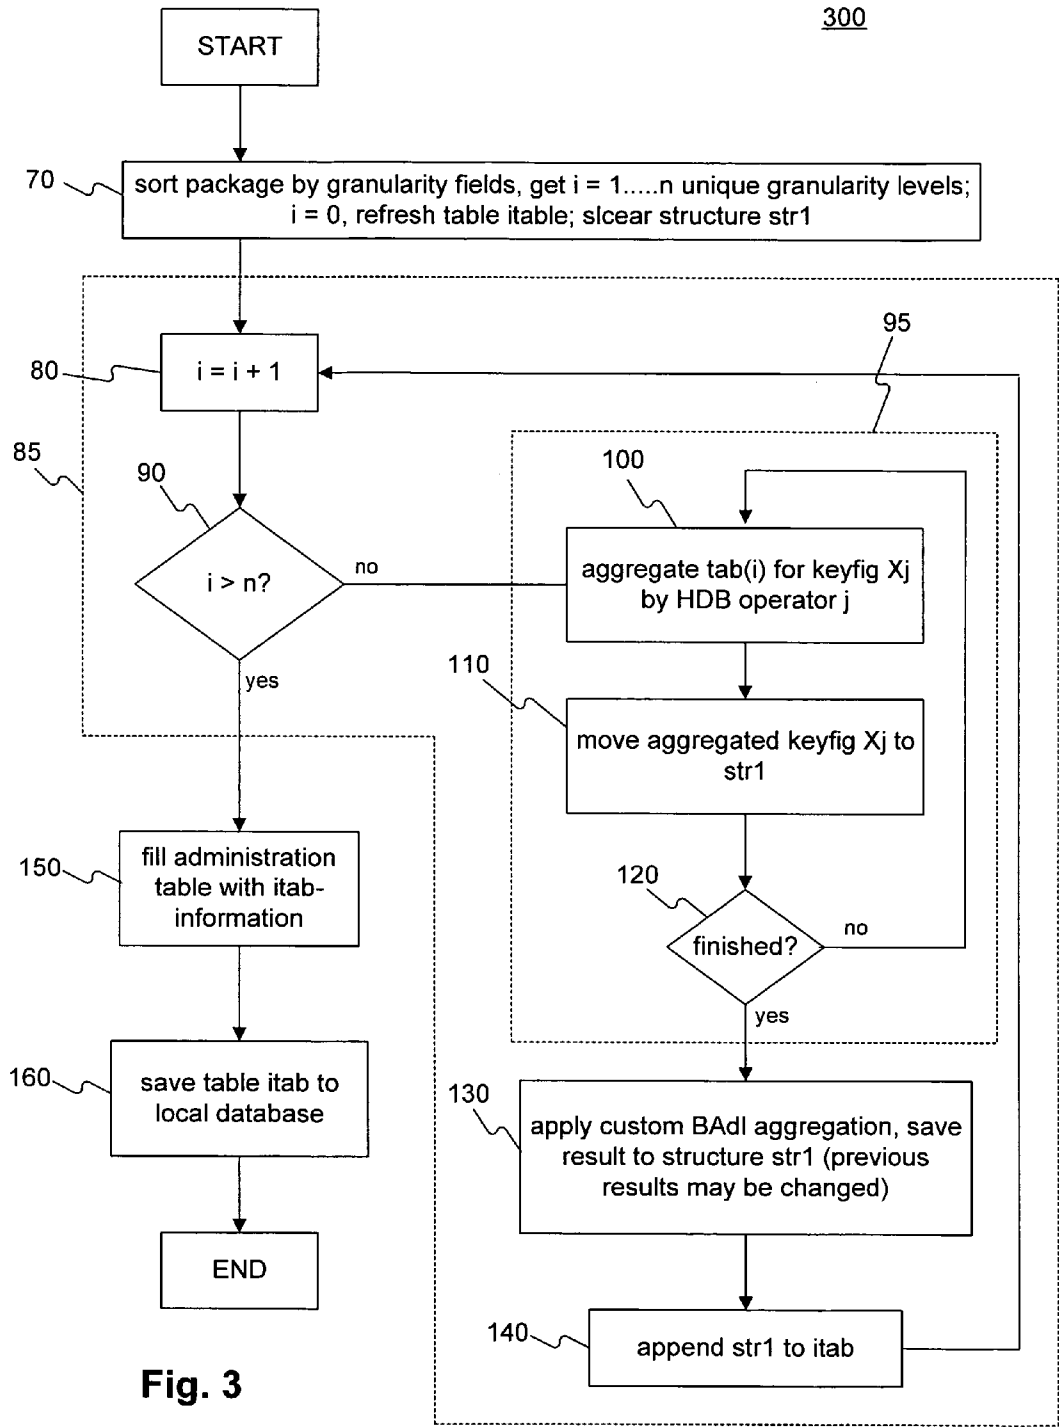 300
START
70
sort package by granularity fields, get i = 1.....n unique granularity levels;
i = 0, refresh table itable; slcear structure str1
95
80
i = i + 1
85
90
100
i > n?
no
aggregate tab(i) for keyfig Xj
by HDB operator j
yes
110
move aggregated keyfig Xj to
str1
150
fill administration
table with itab-
information
120
finished?
no
yes
160
save table itab to
local database
130
apply custom BAdI aggregation, save
result to structure str1 (previous
results may be changed)
END
140
append str1 to itab
Fig. 3